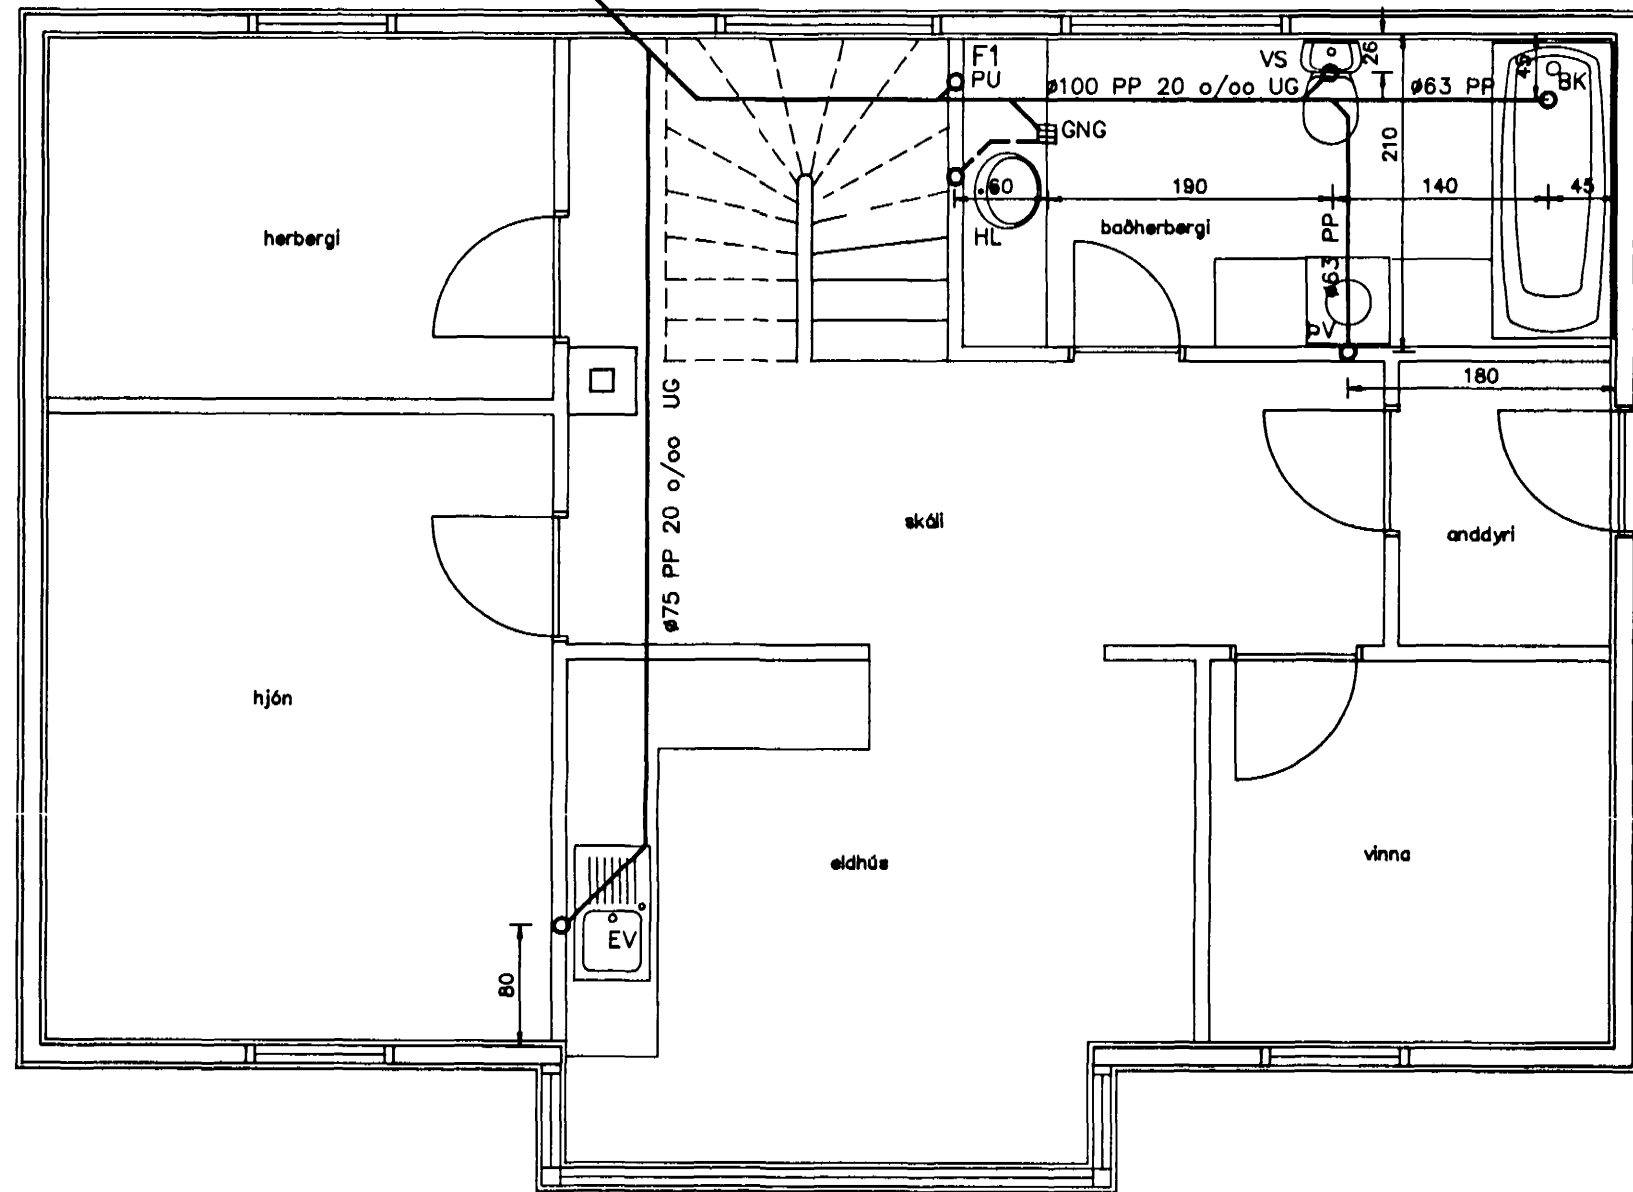 F1
PU
VS
26
45
BK
ø100 PP 20 o/oo UG
ø63 PP
GNG
210
60
190
140
45
HL
baðherbergi
ø63 PP
herbergi
ÞV
180
ø75 PP 20 o/oo UG
skáli
anddyri
hjón
vinna
eldhús
EV
80